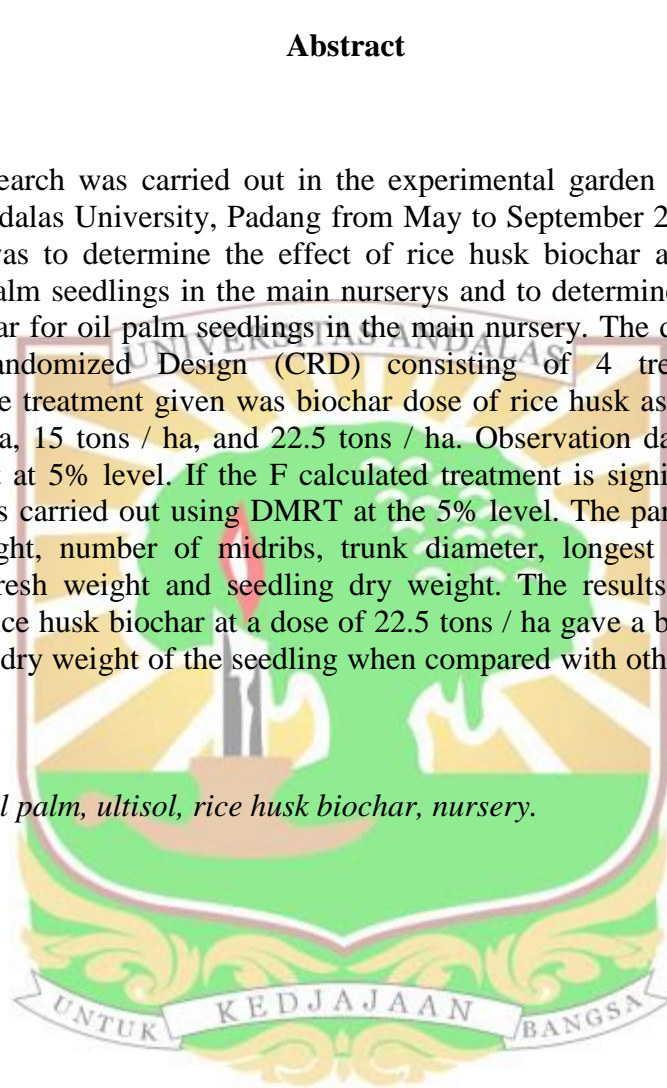 Abstract
earch was carried out in the experimental garden
dalas University, Padang from May to September 2
was to determine the effect of rice husk biochar a
alm seedlings in the main nurserys and to determin
ar for oil palm seedlings in the main nursery. The
UNIVERSITAS ANDALAS
andomized Design (CRD) consisting of 4 tre
e treatment given was biochar dose of rice husk as
a, 15 tons / ha, and 22.5 tons / ha. Observation da
t at 5% level. If the F calculated treatment is signi
s carried out using DMRT at the 5% level. The par
ght, number of midribs, trunk diameter, longest
resh weight and seedling dry weight. The results
ice husk biochar at a dose of 22.5 tons / ha gave a b
dry weight of the seedling when compared with oth
l palm, ultisol, rice husk biochar, nursery.
UNTUK KEDJAJAAN BANGSA